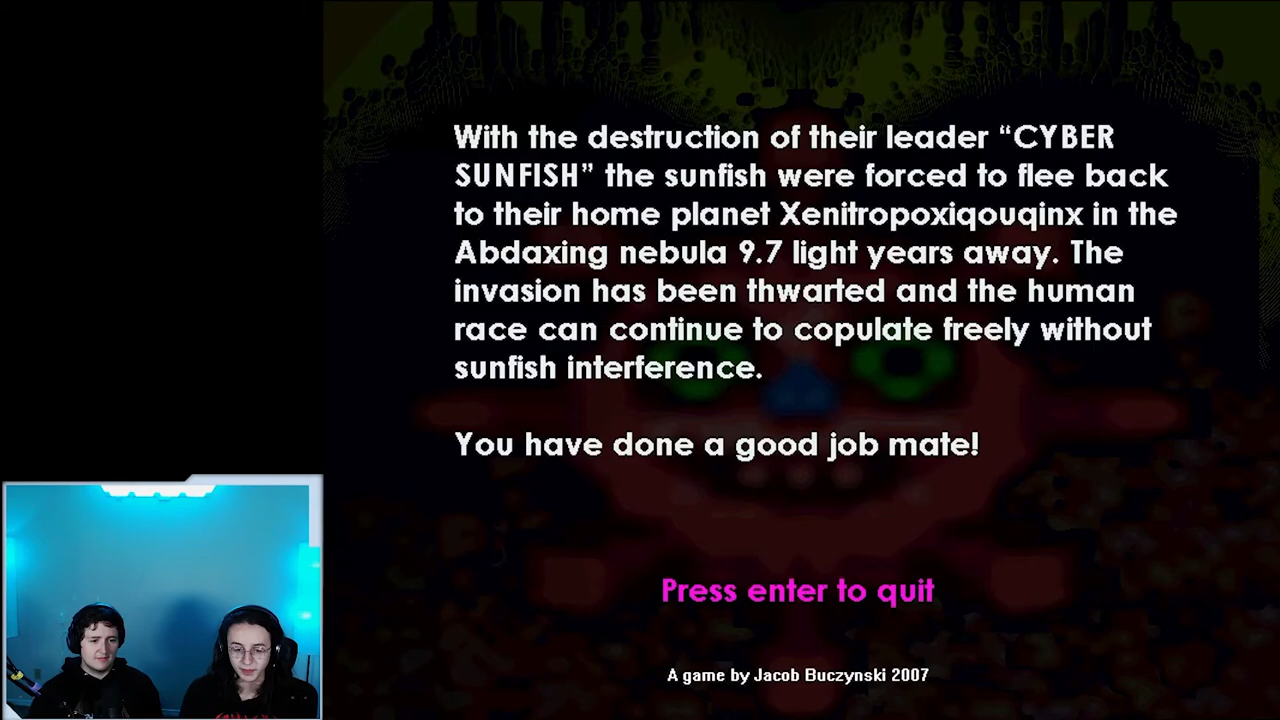 With the destruction of their leader “CYBER
SUNFISH” the sunfish were forced to flee back
to their home planet Xenitropoxiqouqinx in the
Abdaxing nebula 9.7 light years away. The
invasion has been thwarted and the human
race can continue to copulate freely without
sunfish interference.
You have done a good job mate!
Press enter to quit
A game by Jacob Buczynski 2007